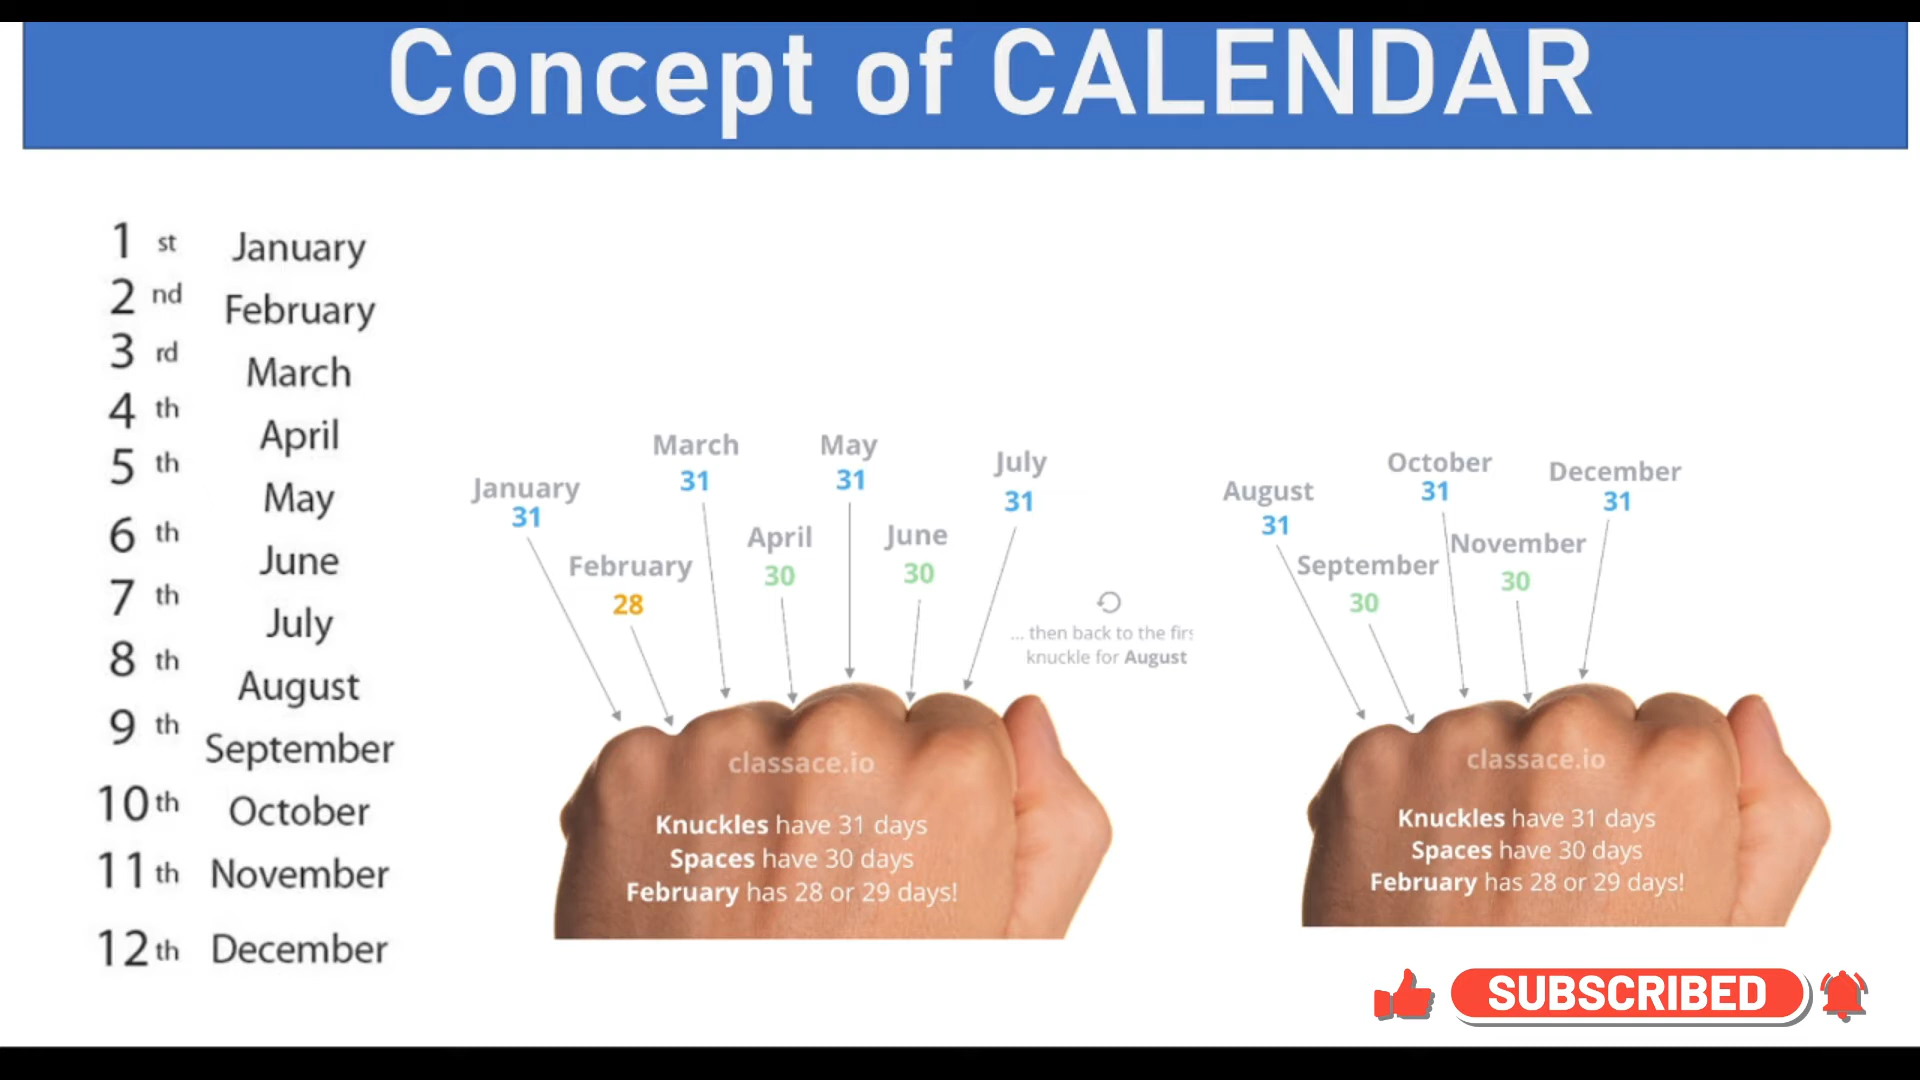 Concept of CALENDAR
1 st January
2 nd February
3 rd March
4 th April
5 th May
6 th June
7 th July
8 th August
9 th September
10 th October
11 th November
12 th December
January
31
February
28
March
31
April
30
May
31
June
30
July
31
... then back to the firs
knuckle for August
classace.io
Knuckles have 31 days
Spaces have 30 days
February has 28 or 29 days!
August
31
September
30
October
31
November
30
December
31
classace.io
Knuckles have 31 days
Spaces have 30 days
February has 28 or 29 days!
SUBSCRIBED